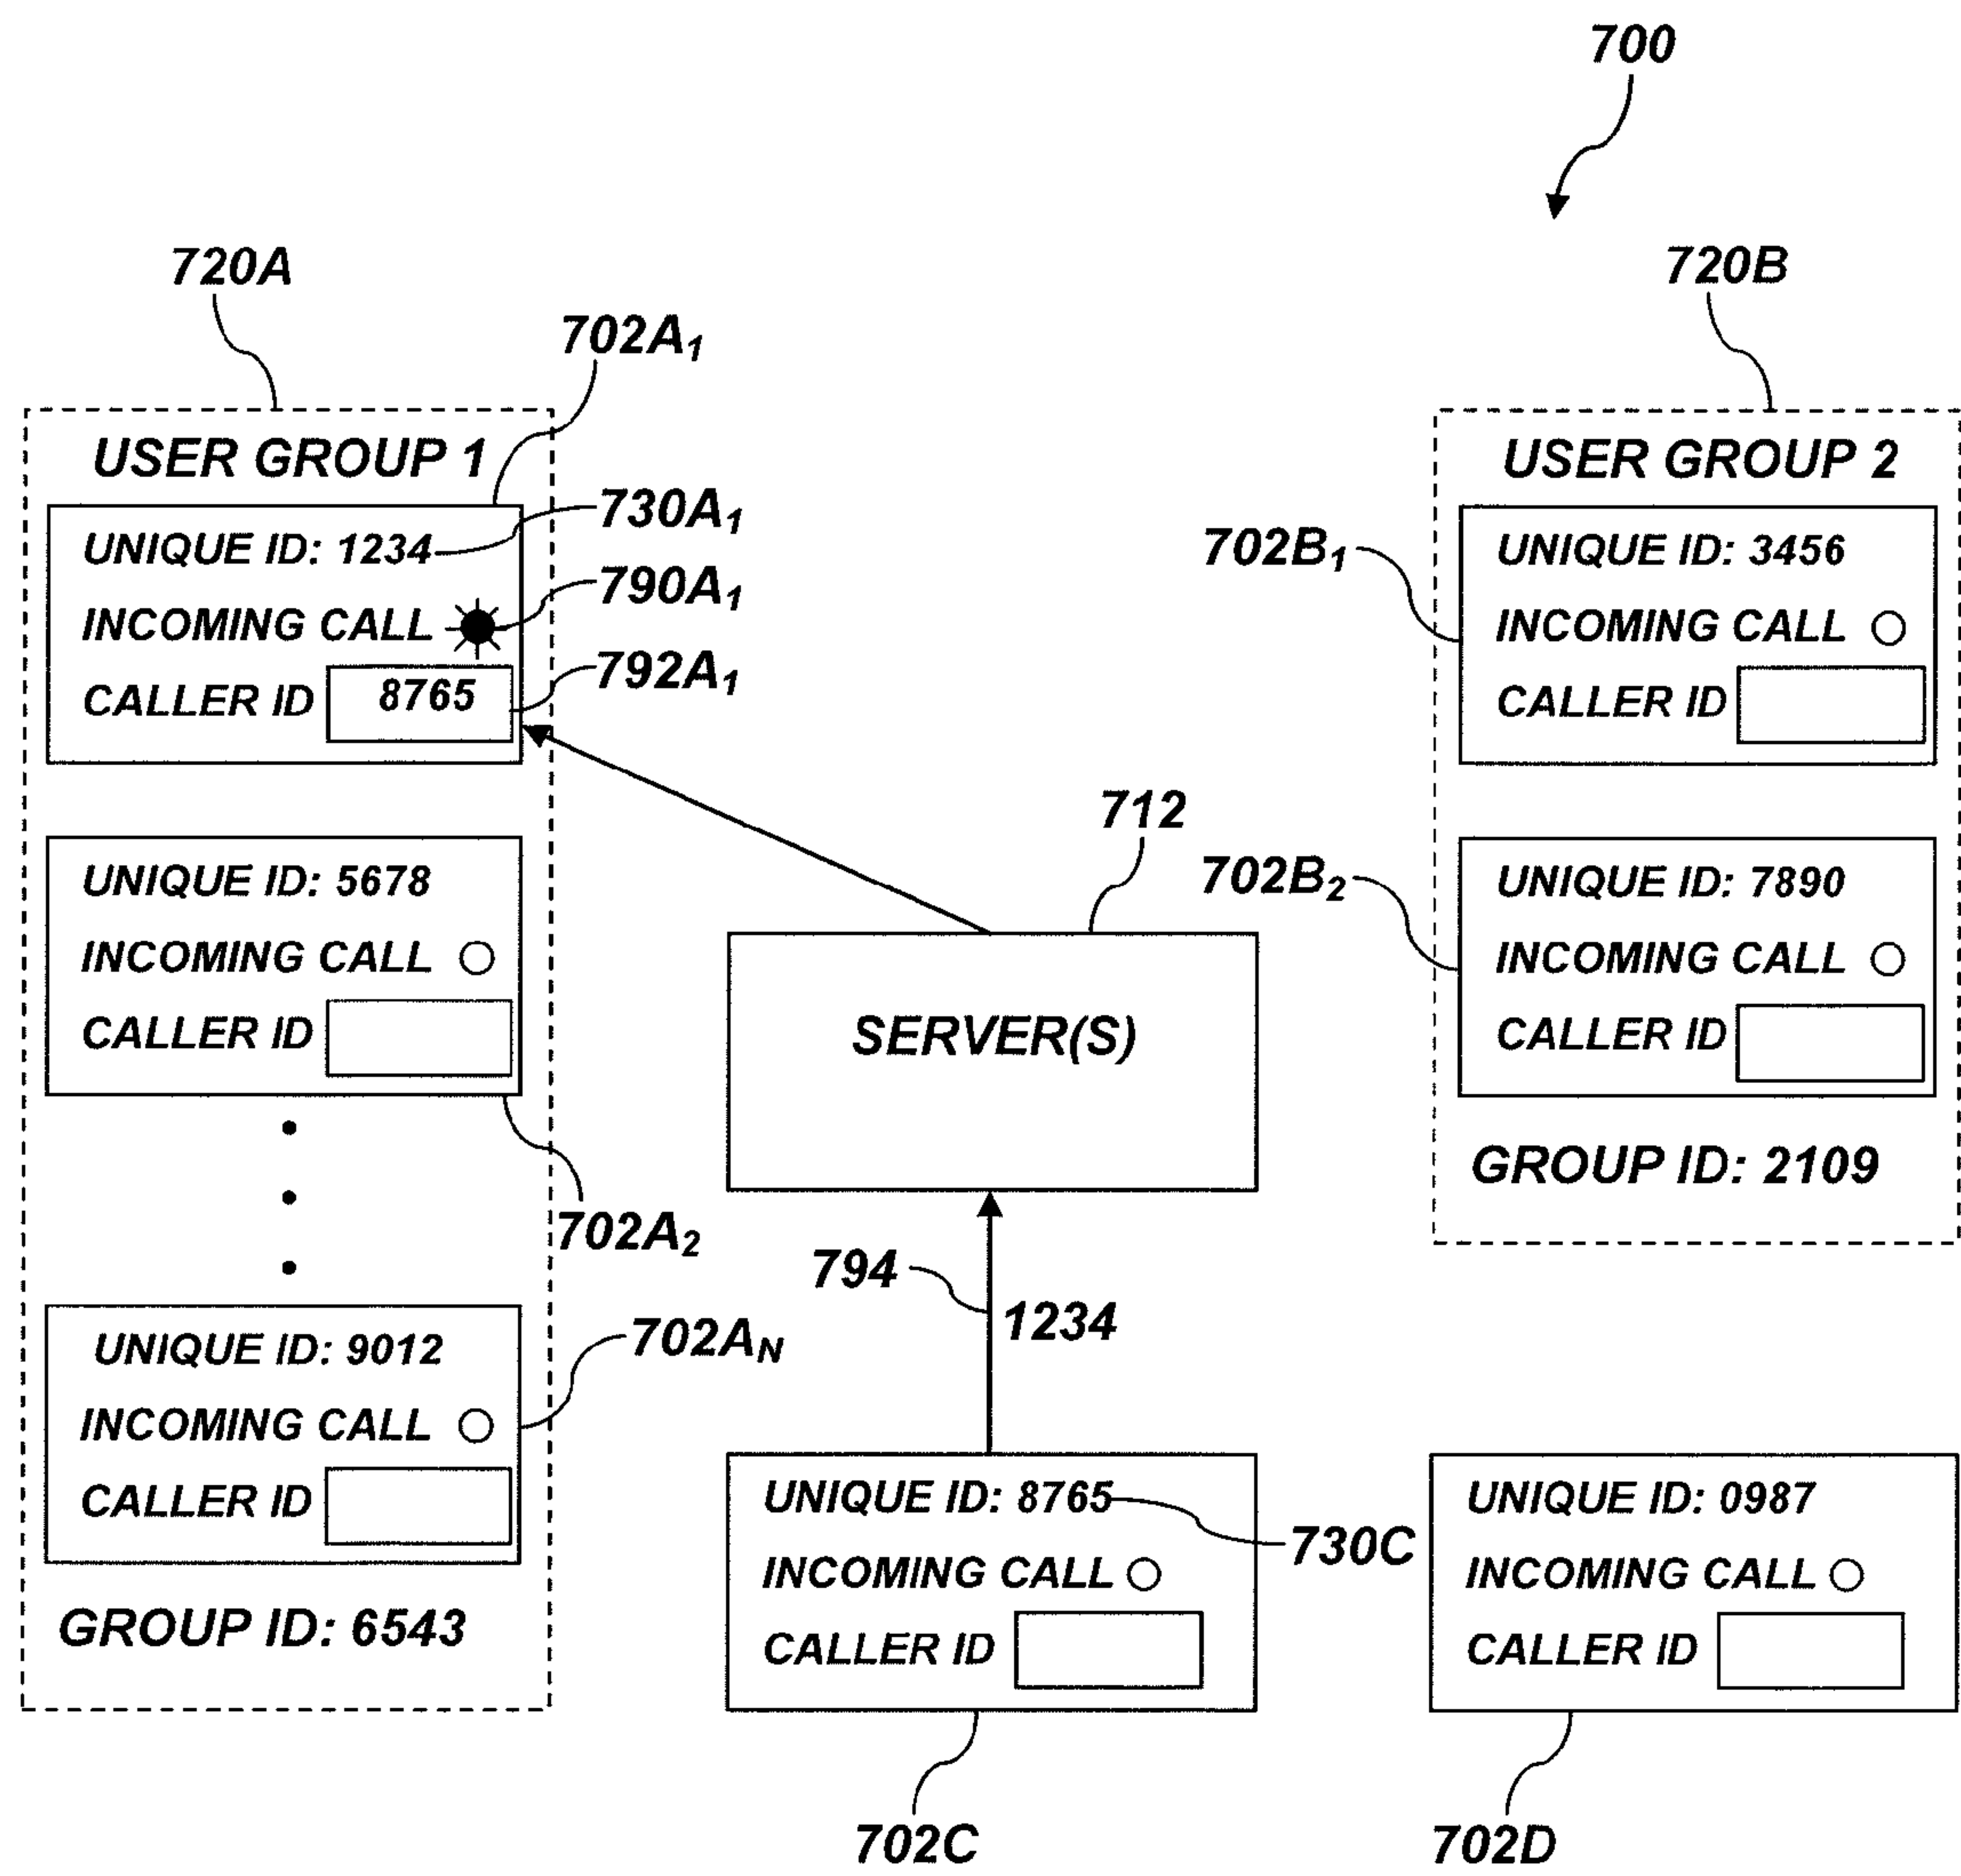 700
720A
702A1
USER GROUP 1
UNIQUE ID: 1234
730A1
INCOMING CALL
790A1
CALLER ID 8765
792A1
UNIQUE ID: 5678
INCOMING CALL
CALLER ID
702A2
UNIQUE ID: 9012
702AN
INCOMING CALL
CALLER ID
GROUP ID: 6543
712
SERVER(S)
794
1234
UNIQUE ID: 8765
730C
INCOMING CALL
CALLER ID
702C
720B
USER GROUP 2
702B1
UNIQUE ID: 3456
INCOMING CALL
CALLER ID
702B2
UNIQUE ID: 7890
INCOMING CALL
CALLER ID
GROUP ID: 2109
UNIQUE ID: 0987
INCOMING CALL
CALLER ID
702D